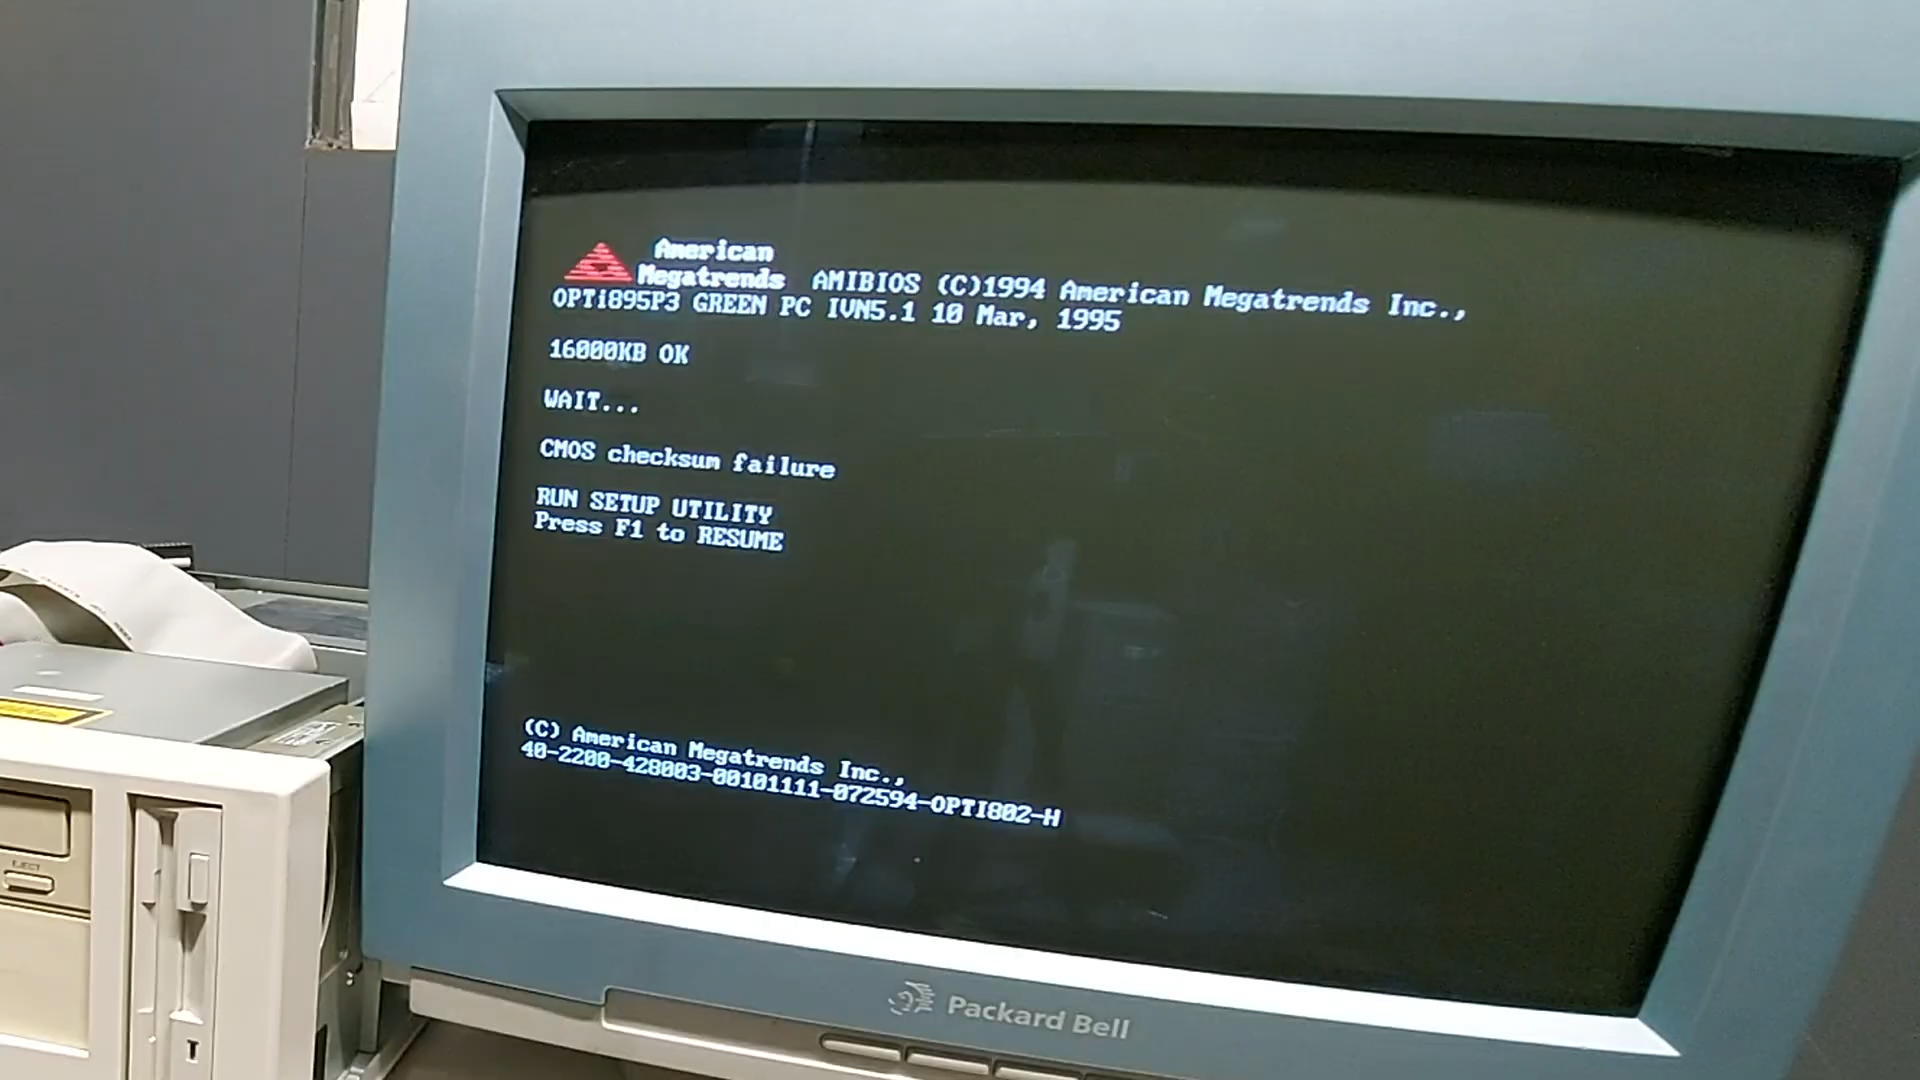 American
Megatrends AMIBIOS (C)1994 American Megatrends Inc.,
OPTi895P3 GREEN PC IVN5.1 10 Mar, 1995
16000KB OK
WAIT...
CMOS checksum failure
RUN SETUP UTILITY
Press F1 to RESUME
(C) American Megatrends Inc.,
40-2200-428003-00101111-072594-OPTI802-H
Packard Bell
EJECT